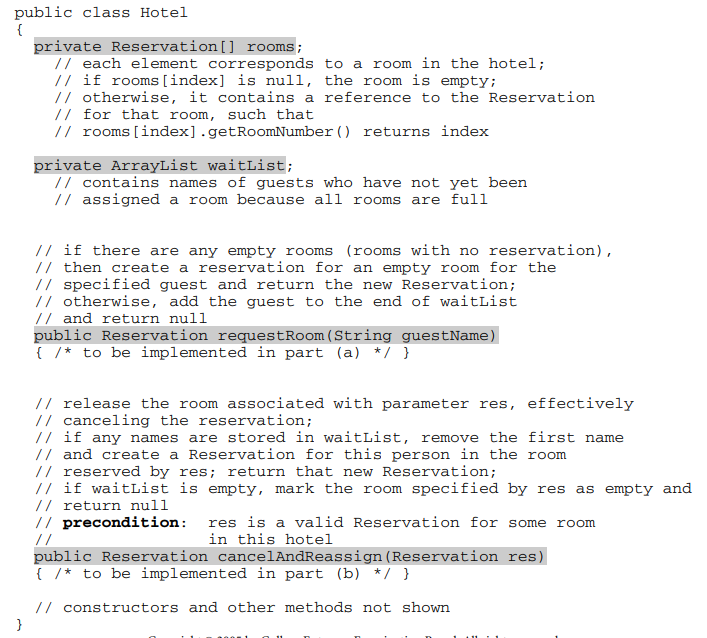 public class Hotel
{
private Reservation[] rooms;
// each element corresponds to a room in the hotel;
// if rooms[index] is null, the room is empty;
// otherwise, it contains a reference to the Reservation
// for that room, such that
// rooms[index].getRoomNumber() returns index
private ArrayList waitList;
// contains names of guests who have not yet been
// assigned a room because all rooms are full
// if there are any empty rooms (rooms with no reservation),
// then create a reservation for an empty room for the
// specified guest and return the new Reservation;
// otherwise, add the guest to the end of waitList
// and return null
public Reservation requestRoom(String guestName)
{ /* to be implemented in part (a) */ }
// release the room associated with parameter res, effectively
// canceling the reservation;
// if any names are stored in waitList, remove the first name
// and create a Reservation for this person in the room
// reserved by res; return that new Reservation;
// if waitList is empty, mark the room specified by res as empty and
// return null
// precondition: res is a valid Reservation for some room
// in this hotel
public Reservation cancelAndReassign(Reservation res)
{ /* to be implemented in part (b) */ }
// constructors and other methods not shown
}